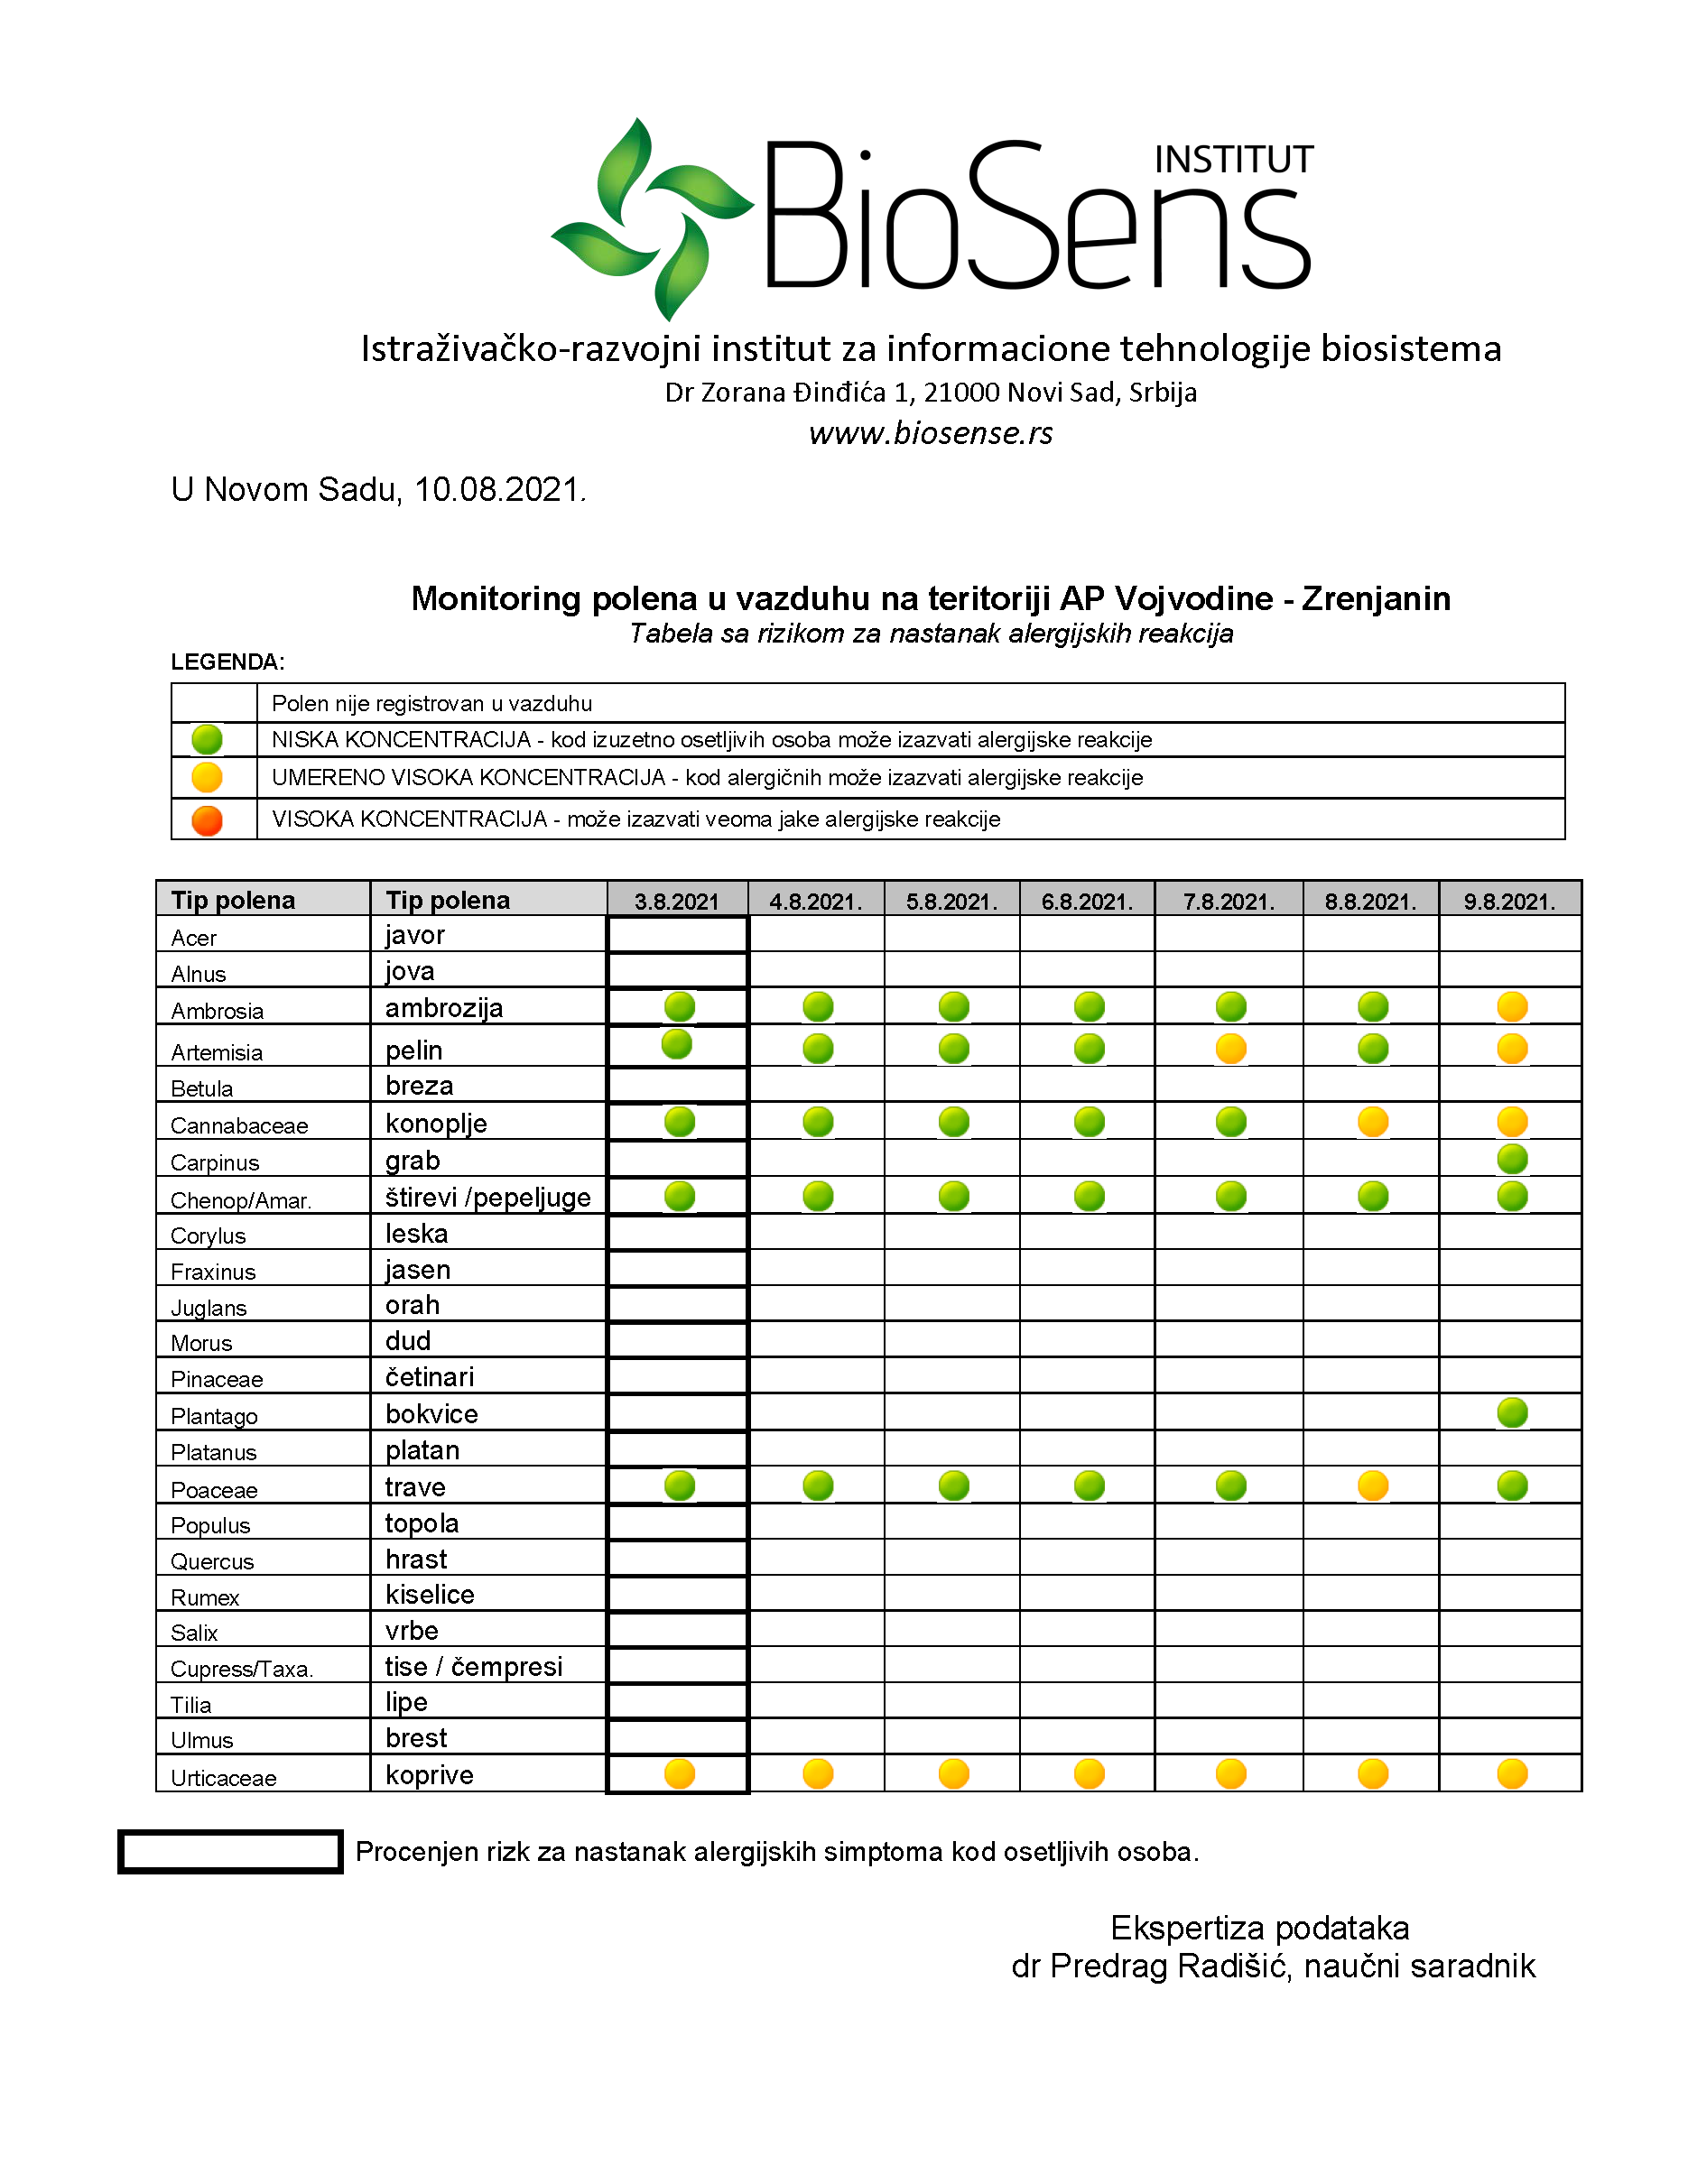 INSTITUT
BioSens
Istraživačko-razvojni institut za informacione tehnologije biosistema
Dr Zorana Đinđića 1, 21000 Novi Sad, Srbija
www.biosense.rs
U Novom Sadu, 10.08.2021.
Monitoring polena u vazduhu na teritoriji AP Vojvodine - Zrenjanin
Tabela sa rizikom za nastanak alergijskih reakcija
LEGENDA:
Polen nije registrovan u vazduhu
NISKA KONCENTRACIJA - kod izuzetno osetljivih osoba može izazvati alergijske reakcije
UMERENO VISOKA KONCENTRACIJA - kod alergičnih može izazvati alergijske reakcije
VISOKA KONCENTRACIJA - može izazvati veoma jake alergijske reakcije
Tip polena Tip polena 3.8.2021 4.8.2021. 5.8.2021. 6.8.2021. 7.8.2021. 8.8.2021. 9.8.2021.
Acer javor
Alnus jova
Ambrosia ambrozija
Artemisia pelin
Betula breza
Cannabaceae konoplje
Carpinus grab
Chenop/Amar. štirevi /pepeljuge
Corylus leska
Fraxinus jasen
Juglans orah
Morus dud
Pinaceae četinari
Plantago bokvice
Platanus platan
Poaceae trave
Populus topola
Quercus hrast
Rumex kiselice
Salix vrbe
Cupress/Taxa. tise / čempresi
Tilia lipe
Ulmus brest
Urticaceae koprive
Procenjen rizk za nastanak alergijskih simptoma kod osetljivih osoba.
Ekspertiza podataka
dr Predrag Radišić, naučni saradnik